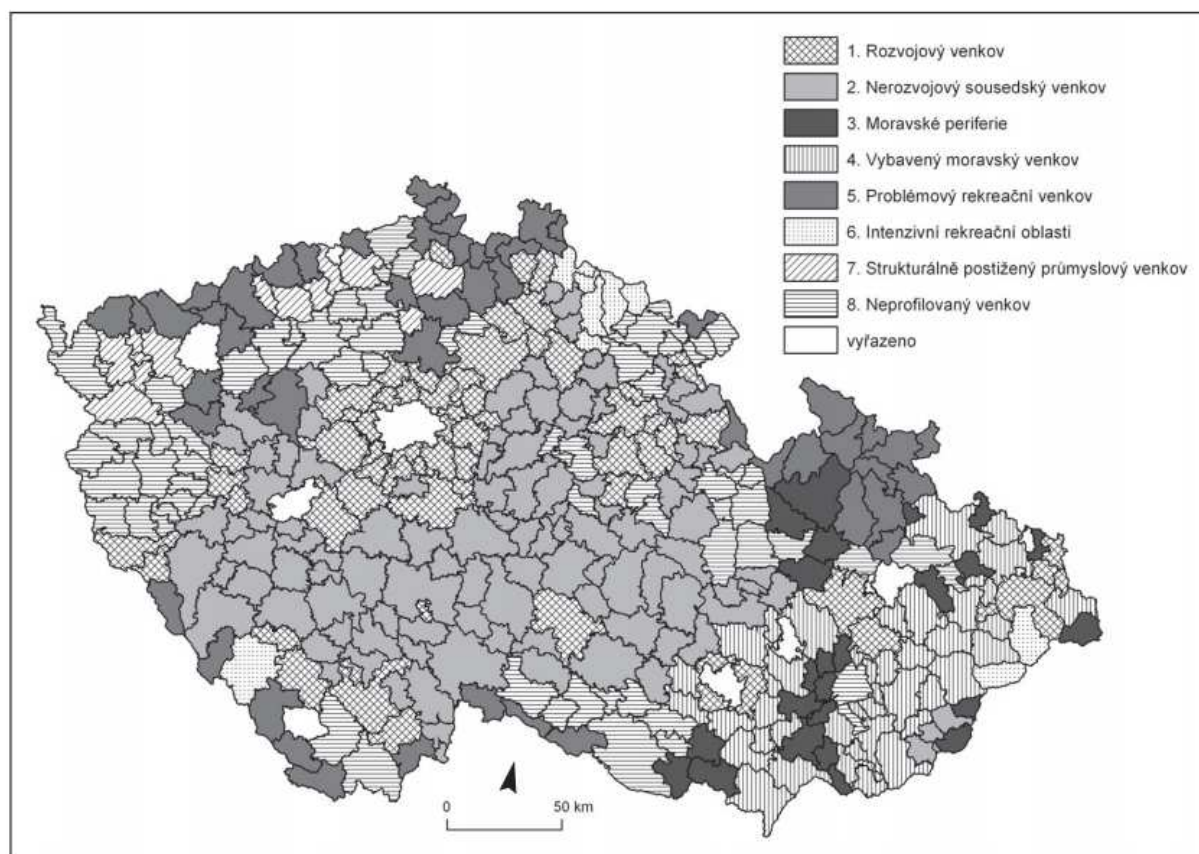 1. Rozvojový venkov
2. Nerozvojový sousedský venkov
3. Moravské periferie
4. Vybavený moravský venkov
5. Problémový rekreační venkov
6. Intenzivní rekreační oblasti
7. Strukturálně postižený průmyslový venkov
8. Neprofilovaný venkov
vyřazeno
0 50 km